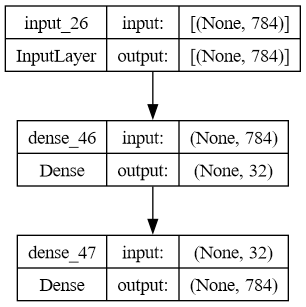 input_26 input: [(None, 784)]
InputLayer output: [(None, 784)]
dense_46 input: (None, 784)
Dense output: (None, 32)
dense_47 input: (None, 32)
Dense output: (None, 784)